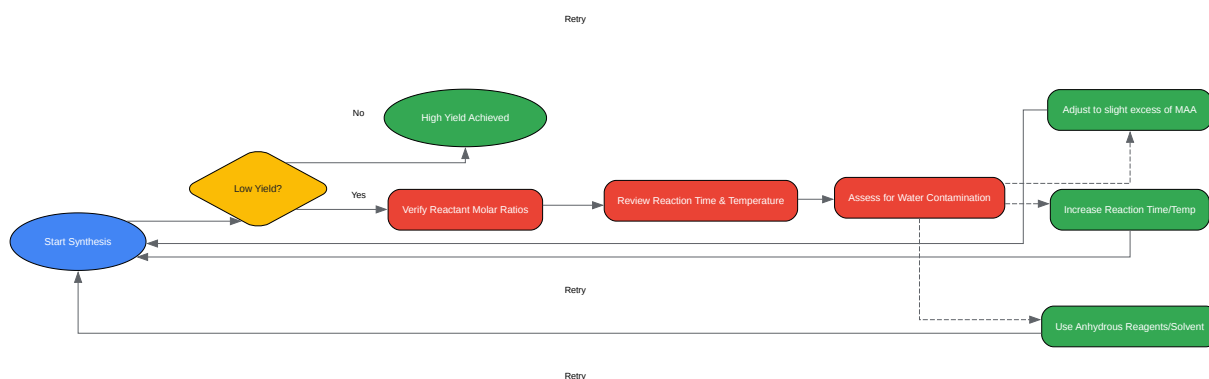 Retry
No
High Yield Achieved
Adjust to slight excess of MAA
Low Yield?
Yes
Verify Reactant Molar Ratios
Review Reaction Time & Temperature
Assess for Water Contamination
Increase Reaction Time/Temp
Start Synthesis
Retry
Use Anhydrous Reagents/Solvent
Retry